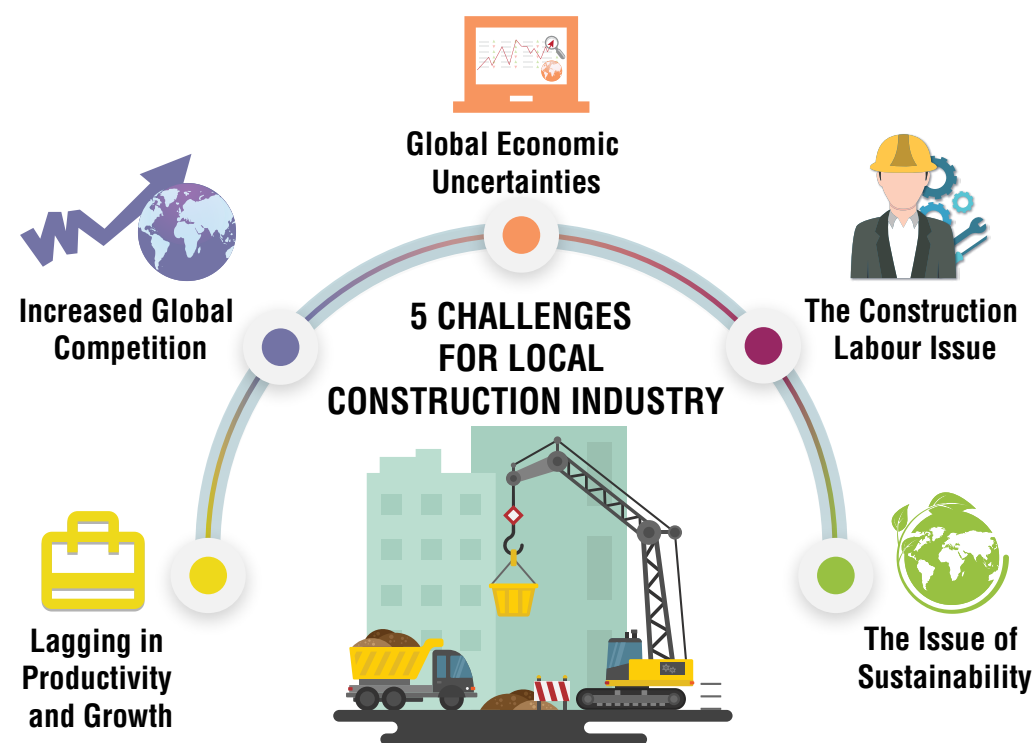 Global Economic
Uncertainties
Increased Global
Competition
The Construction
Labour Issue
5 CHALLENGES
FOR LOCAL
CONSTRUCTION INDUSTRY
Lagging in
Productivity
and Growth
The Issue of
Sustainability